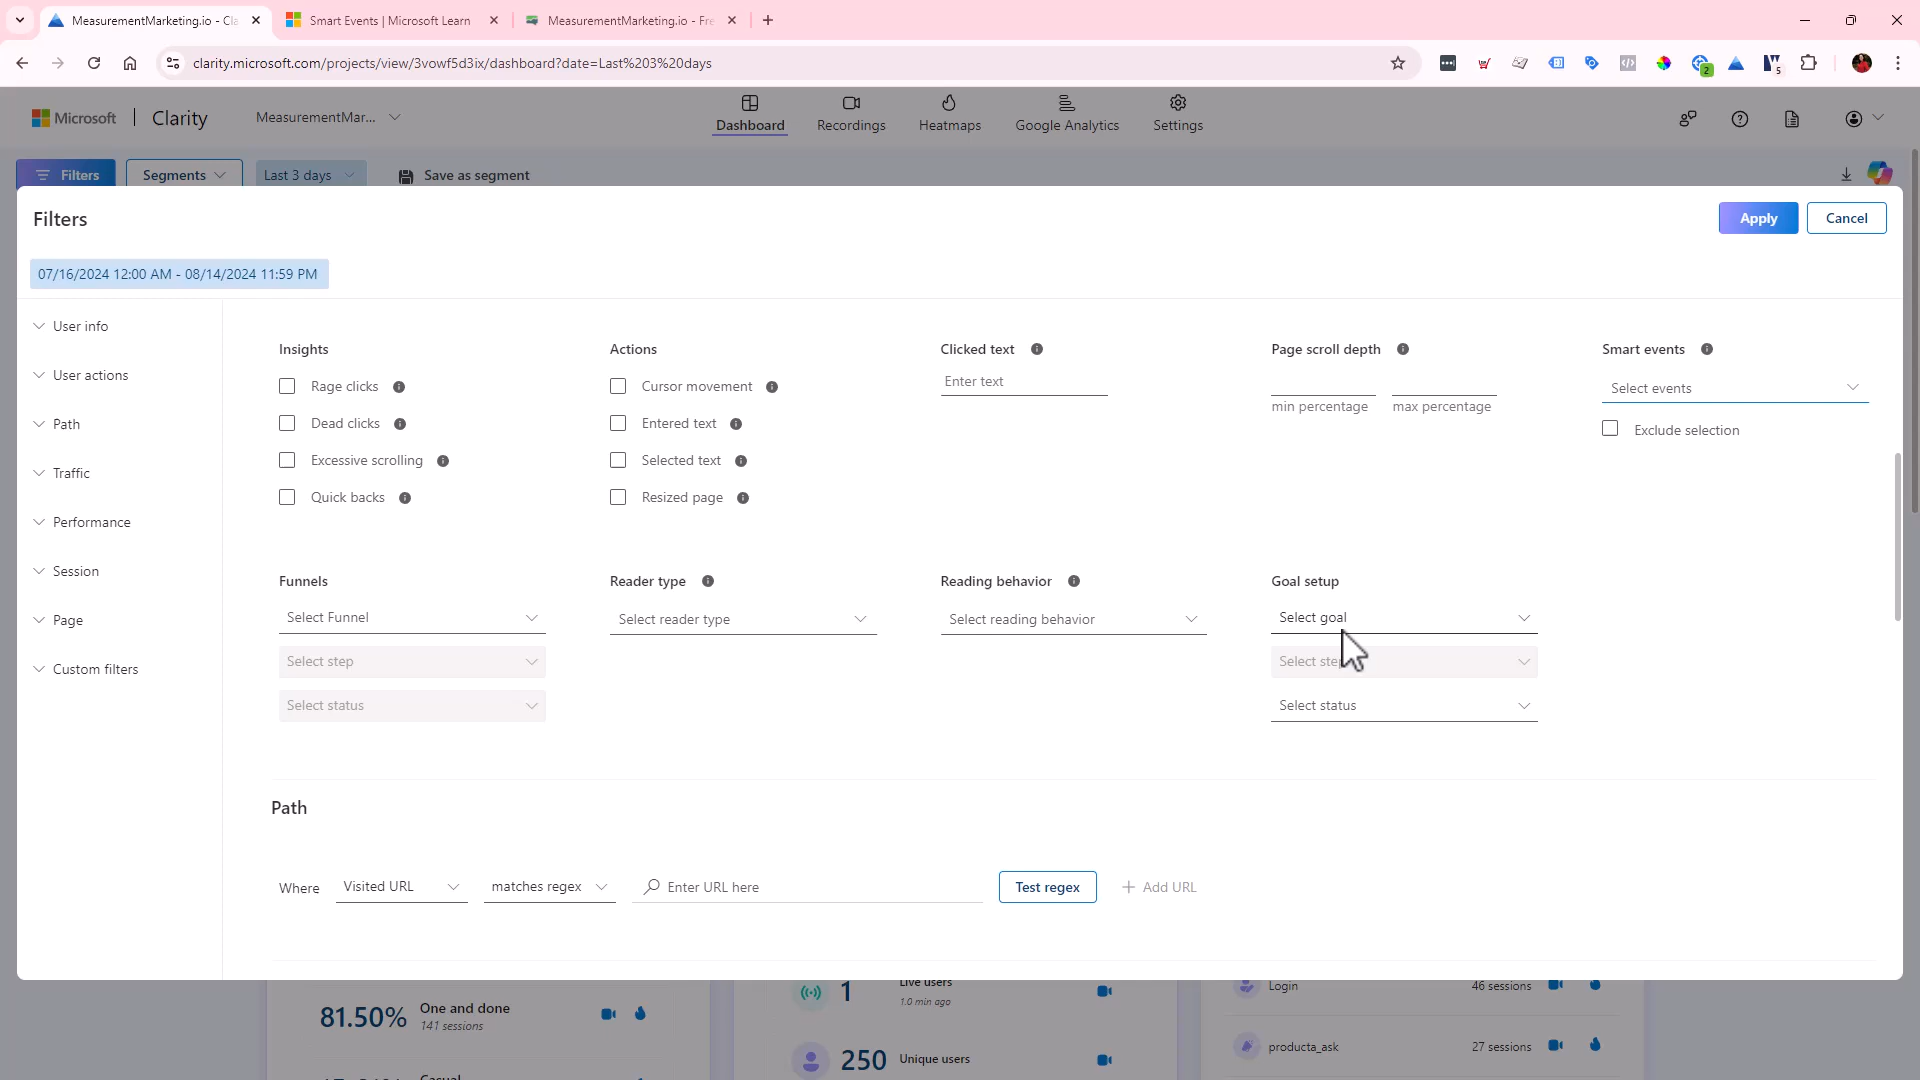 MeasurementMarketing.io - Cla
Smart Events | Microsoft Learn
MeasurementMarketing.io - Fre
clarity.microsoft.com/projects/view/3vowf5d3ix/dashboard?date=Last%203%20days
2
5
Microsoft | Clarity
MeasurementMar...
Dashboard
Recordings
Heatmaps
Google Analytics
Settings
Filters
Segments
Last 3 days
Save as segment
Filters
Apply
Cancel
07/16/2024 12:00 AM - 08/14/2024 11:59 PM
User info
User actions
Path
Traffic
Performance
Session
Page
Custom filters
Insights
Rage clicks
Dead clicks
Excessive scrolling
Quick backs
Actions
Cursor movement
Entered text
Selected text
Resized page
Clicked text
Enter text
Page scroll depth
min percentage
max percentage
Smart events
Select events
Exclude selection
Funnels
Select Funnel
Select step
Select status
Reader type
Select reader type
Reading behavior
Select reading behavior
Goal setup
Select goal
Select step
Select status
Path
Where
Visited URL
matches regex
Enter URL here
Test regex
+ Add URL
81.50%
One and done
141 sessions
Casual
1
Live users
1.0 min ago
250
Unique users
Login
46 sessions
producta_ask
27 sessions